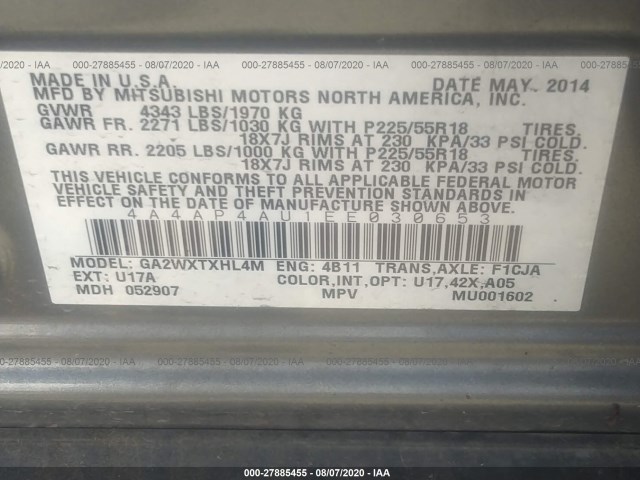 000-27885455 - 08/07/2020 - IAA
MADE IN U.S.A. DATE MAY. 2014
MFD BY MITSUBISHI MOTORS NORTH AMERICA, INC.
GVWR 4343 LBS/1970 KG
GAWR FR. 2271 LBS/1030 KG WITH P225/55R18 TIRES.
18X7J RIMS AT 230 KPA/33 PSI COLD.
GAWR RR. 2205 LBS/1000 KG WITH P225/55R18 TIRES.
18X7J RIMS AT 230 KPA/33 PSI COLD.
THIS VEHICLE CONFORMS TO ALL APPLICABLE FEDERAL MOTOR
VEHICLE SAFETY AND THEFT PREVENTION STANDARDS IN
EFFECT ON THE DATE OF MANUFACTURE SHOWN ABOVE.
4A4AP4AU1EE030653
MODEL: GA2WXTXHL4M ENG: 4B11 TRANS,AXLE: F1CJA
EXT: U17A COLOR,INT,OPT: U17,42X,A05
MDH 052907 MPV MU001602
000-27885455 - 08/07/2020 - IAA